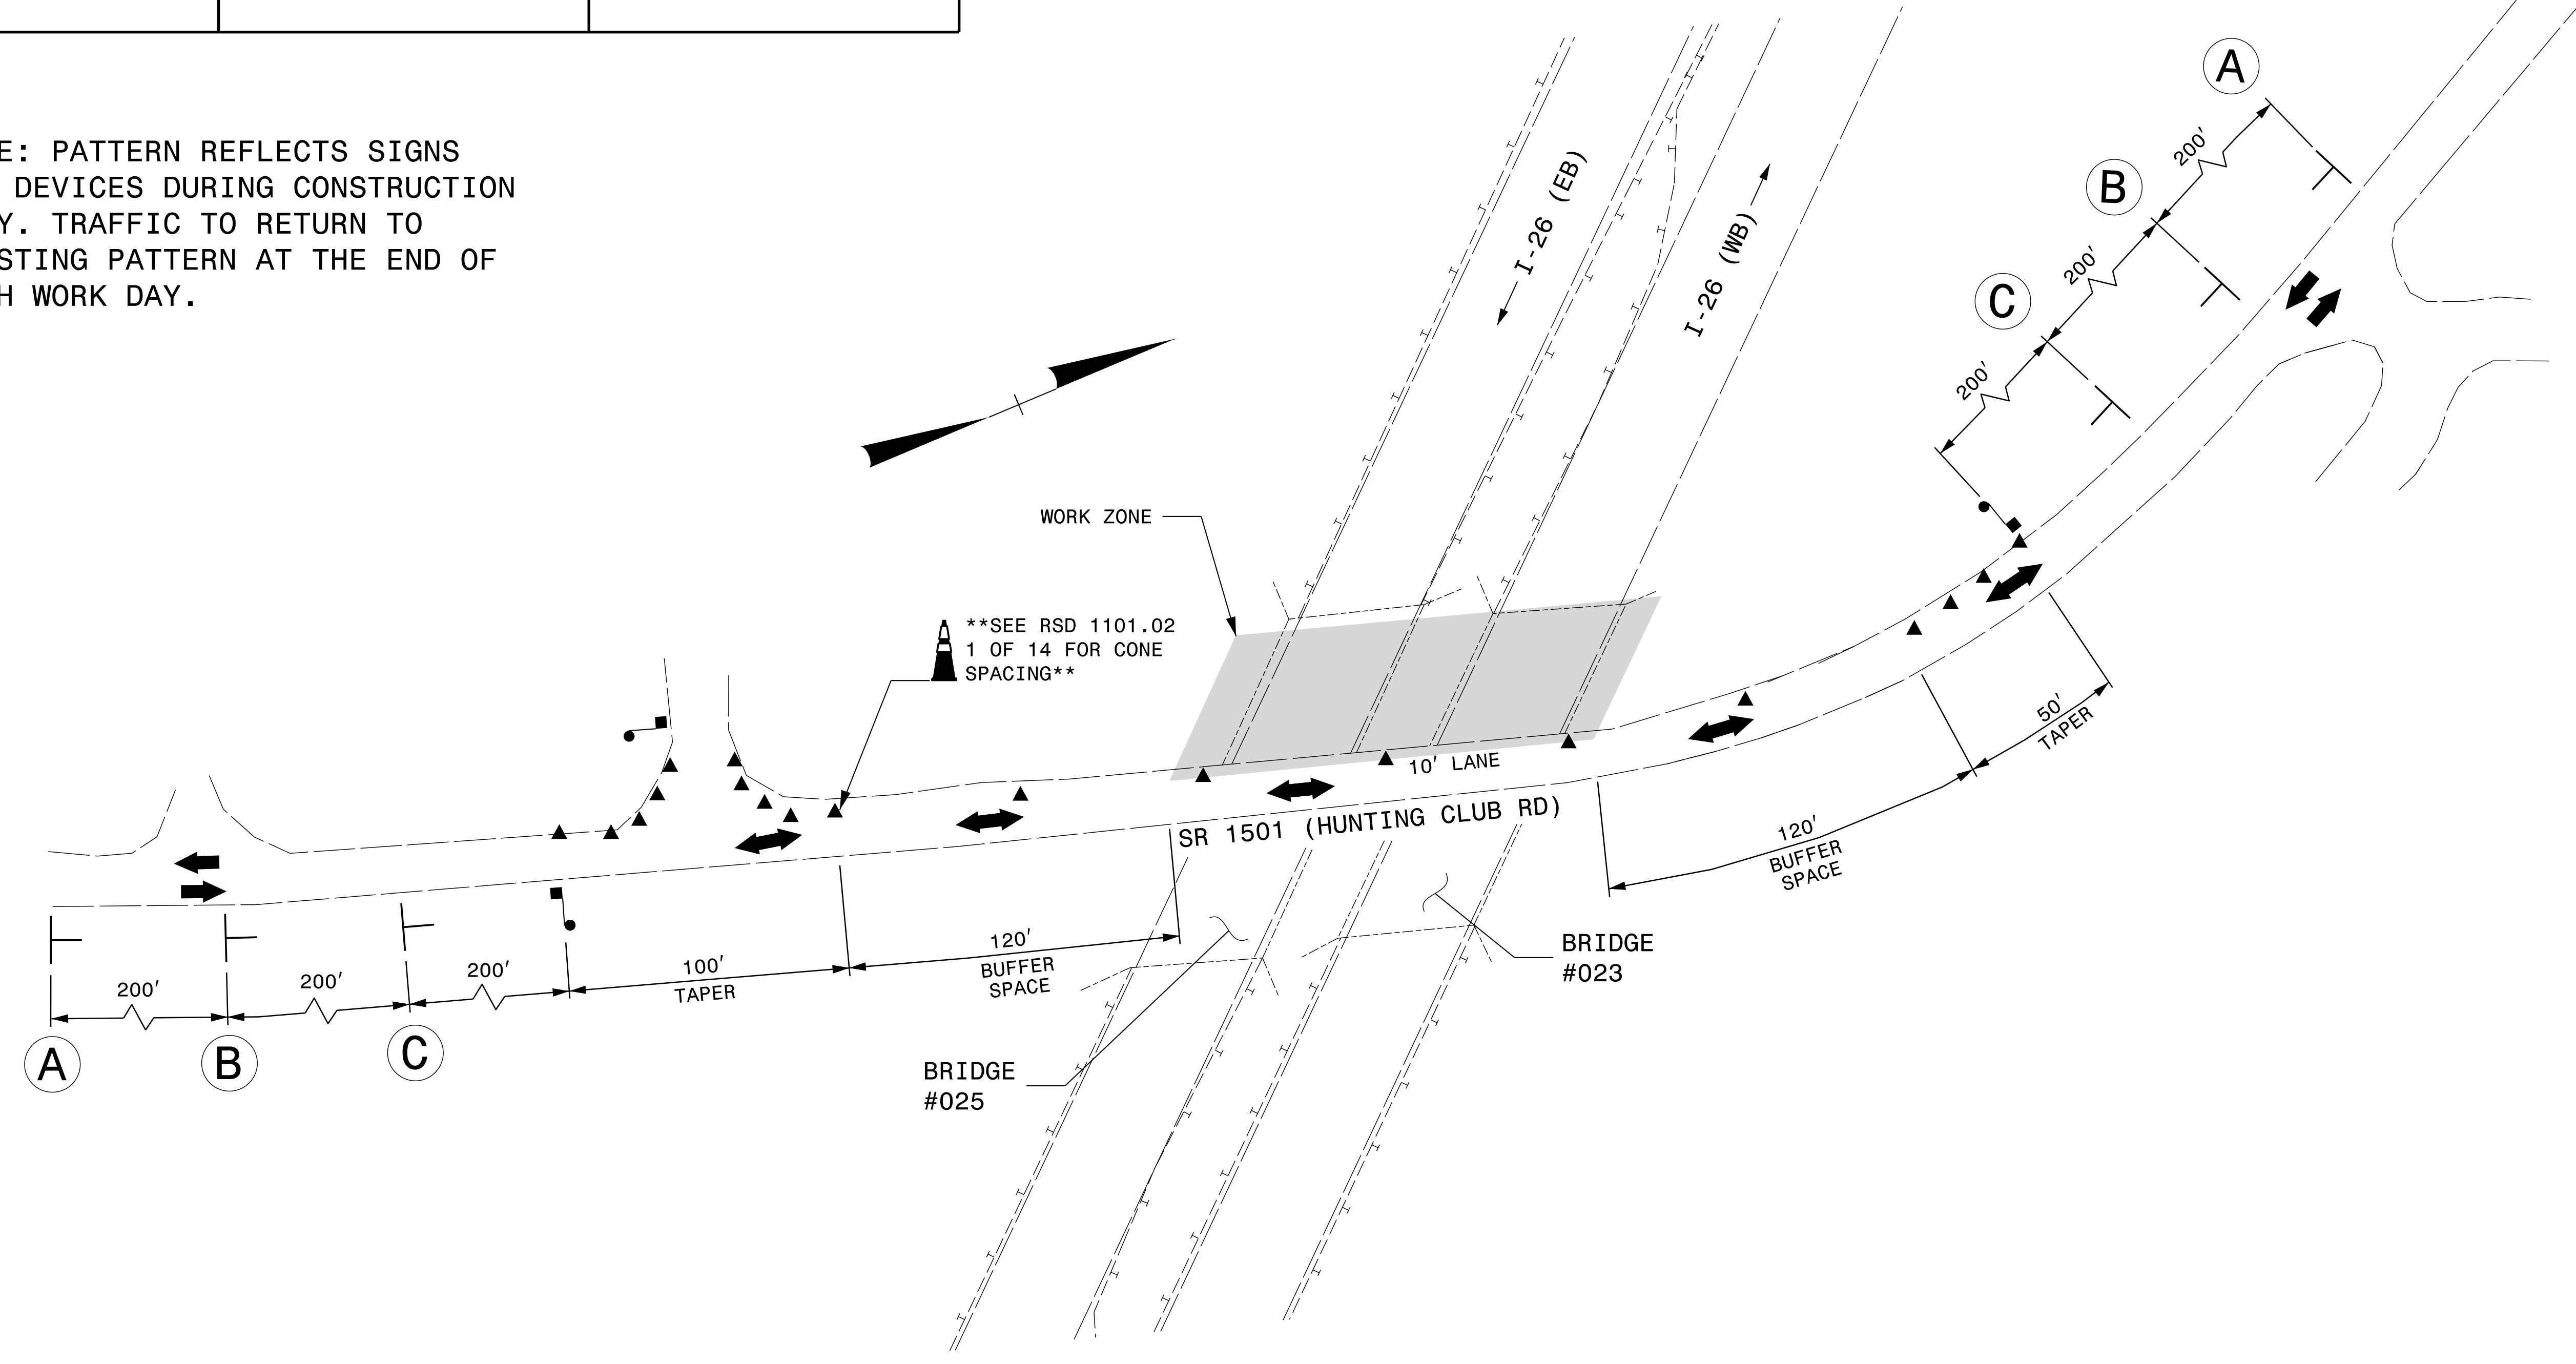 E: PATTERN REFLECTS SIGNS
DEVICES DURING CONSTRUCTION
Y. TRAFFIC TO RETURN TO
STING PATTERN AT THE END OF
H WORK DAY.
I-26 (EB)
I-26 (WB)
A
200'
B
200'
C
200'
WORK ZONE
**SEE RSD 1101.02
1 OF 14 FOR CONE
SPACING**
10' LANE
SR 1501 (HUNTING CLUB RD)
50'
TAPER
120'
BUFFER
SPACE
BRIDGE
#023
120'
BUFFER
SPACE
100'
TAPER
200'
200'
200'
A
B
C
BRIDGE
#025